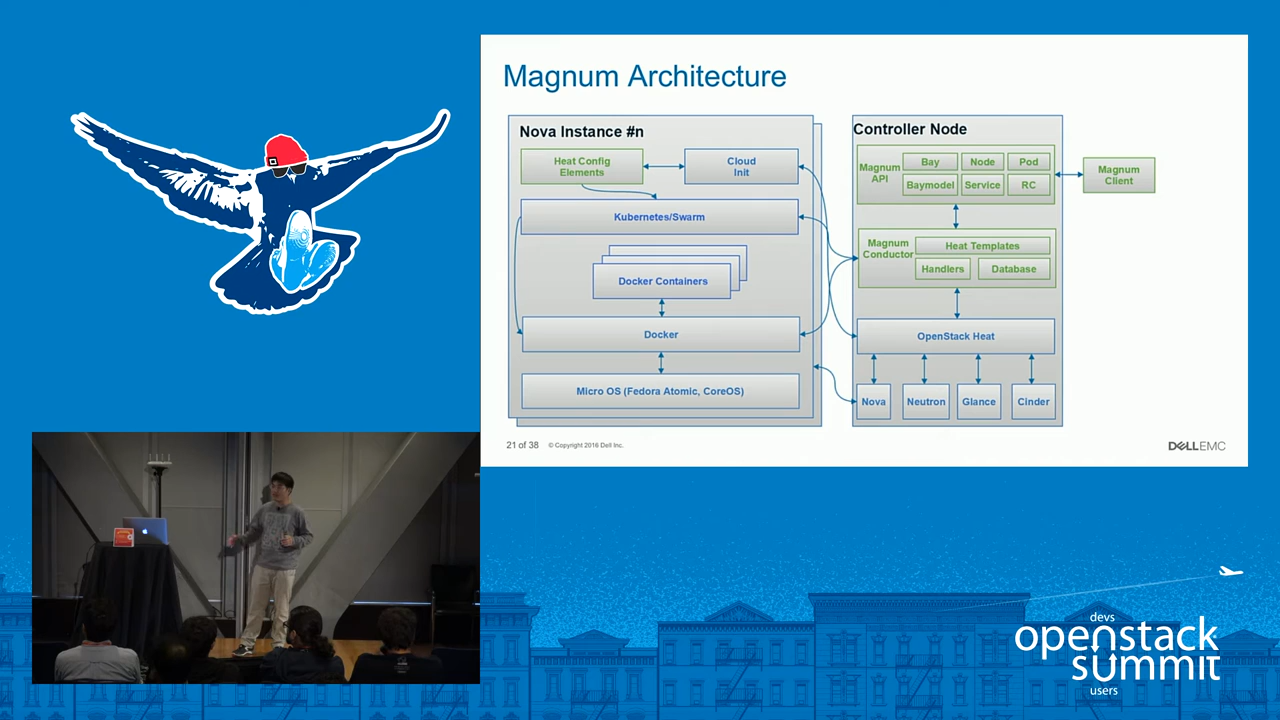 Magnum Architecture
Nova Instance #n
Heat Config
Elements
Cloud
Init
Kubernetes/Swarm
Docker Containers
Docker
Micro OS (Fedora Atomic, CoreOS)
Controller Node
Magnum
API
Bay
Node
Pod
Baymodel
Service
RC
Magnum
Client
Magnum
Conductor
Heat Templates
Handlers
Database
OpenStack Heat
Nova
Neutron
Glance
Cinder
21 of 38
© Copyright 2016 Dell Inc.
DELLEMC
devs
openstack
summit
users